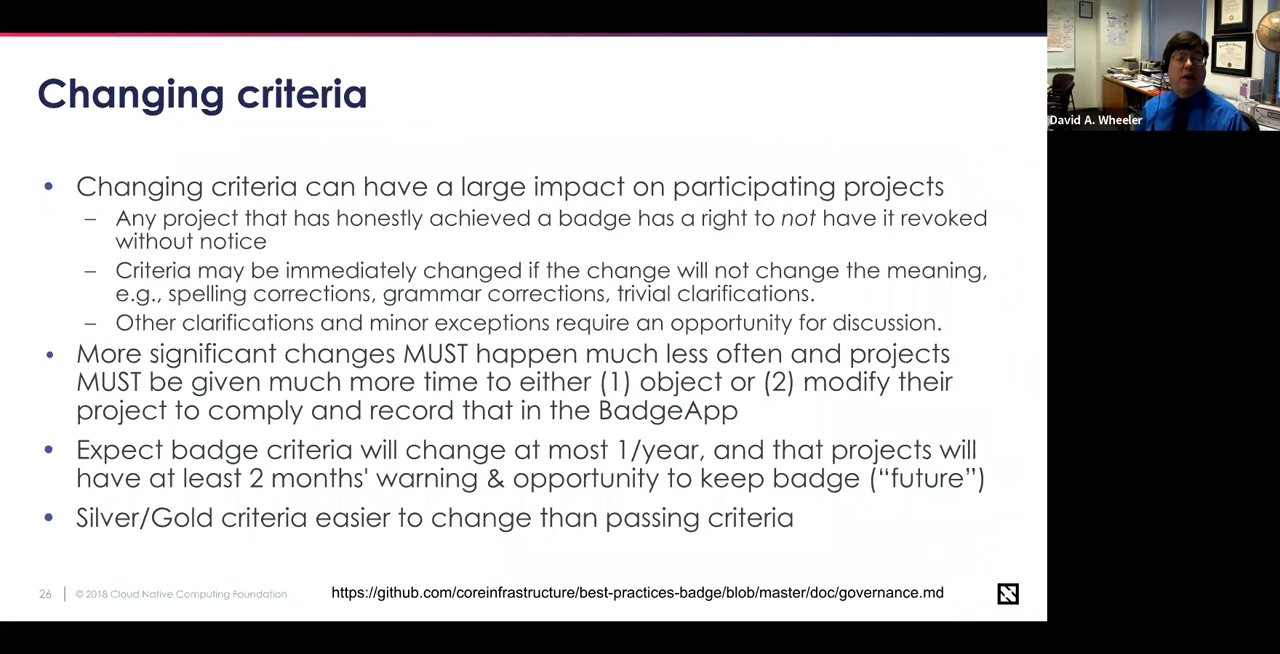 Changing criteria
• Changing criteria can have a large impact on participating projects
– Any project that has honestly achieved a badge has a right to not have it revoked
without notice
– Criteria may be immediately changed if the change will not change the meaning,
e.g., spelling corrections, grammar corrections, trivial clarifications.
– Other clarifications and minor exceptions require an opportunity for discussion.
• More significant changes MUST happen much less often and projects
MUST be given much more time to either (1) object or (2) modify their
project to comply and record that in the BadgeApp
• Expect badge criteria will change at most 1/year, and that projects will
have at least 2 months' warning & opportunity to keep badge (“future”)
• Silver/Gold criteria easier to change than passing criteria
26 | © 2018 Cloud Native Computing Foundation
https://github.com/coreinfrastructure/best-practices-badge/blob/master/doc/governance.md
David A. Wheeler